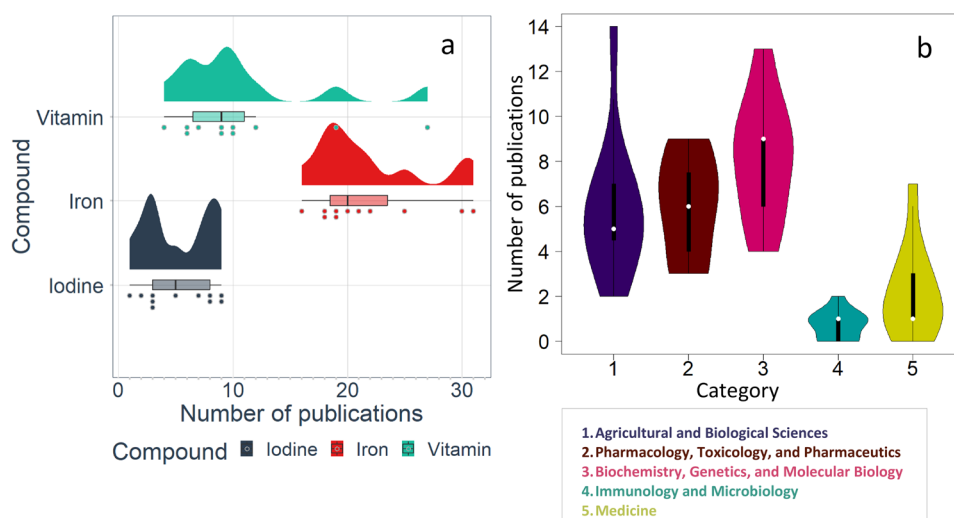 a
Vitamin
Iron
Iodine
Compound
0 10 20 30
Number of publications
Compound Iodine Iron Vitamin
b
14
12
10
8
6
4
2
0
Number of publications
1 2 3 4 5
Category
1.Agricultural and Biological Sciences
2.Pharmacology, Toxicology, and Pharmaceutics
3.Biochemistry, Genetics, and Molecular Biology
4.Immunology and Microbiology
5.Medicine